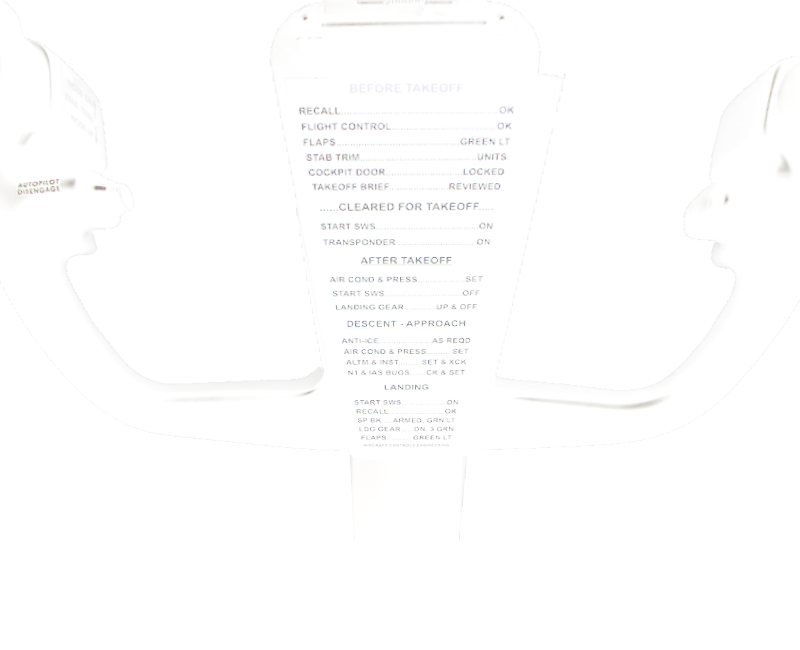 BEFORE TAKEOFF
RECALL........................OK
FLIGHT CONTROL........................OK
FLAPS........................GREEN LT
STAB TRIM........................UNITS
COCKPIT DOOR................LOCKED
TAKEOFF BRIEF............REVIEWED
AUTOPILOT
DISENGAGE
......CLEARED FOR TAKEOFF.....
START SWS........................ON
TRANSPONDER....................ON
AFTER TAKEOFF
AIR COND & PRESS............SET
START SWS....................OFF
LANDING GEAR..........UP & OFF
DESCENT - APPROACH
ANTI-ICE................AS REQD
AIR COND & PRESS........SET
ALTM & INST.......SET & XCK
N1 & IAS BUGS.....CK & SET
LANDING
START SWS..............ON
RECALL..................OK
SP BK....ARMED, GRN LT
LDG GEAR.....DN, 3 GRN
FLAPS.........GREEN LT